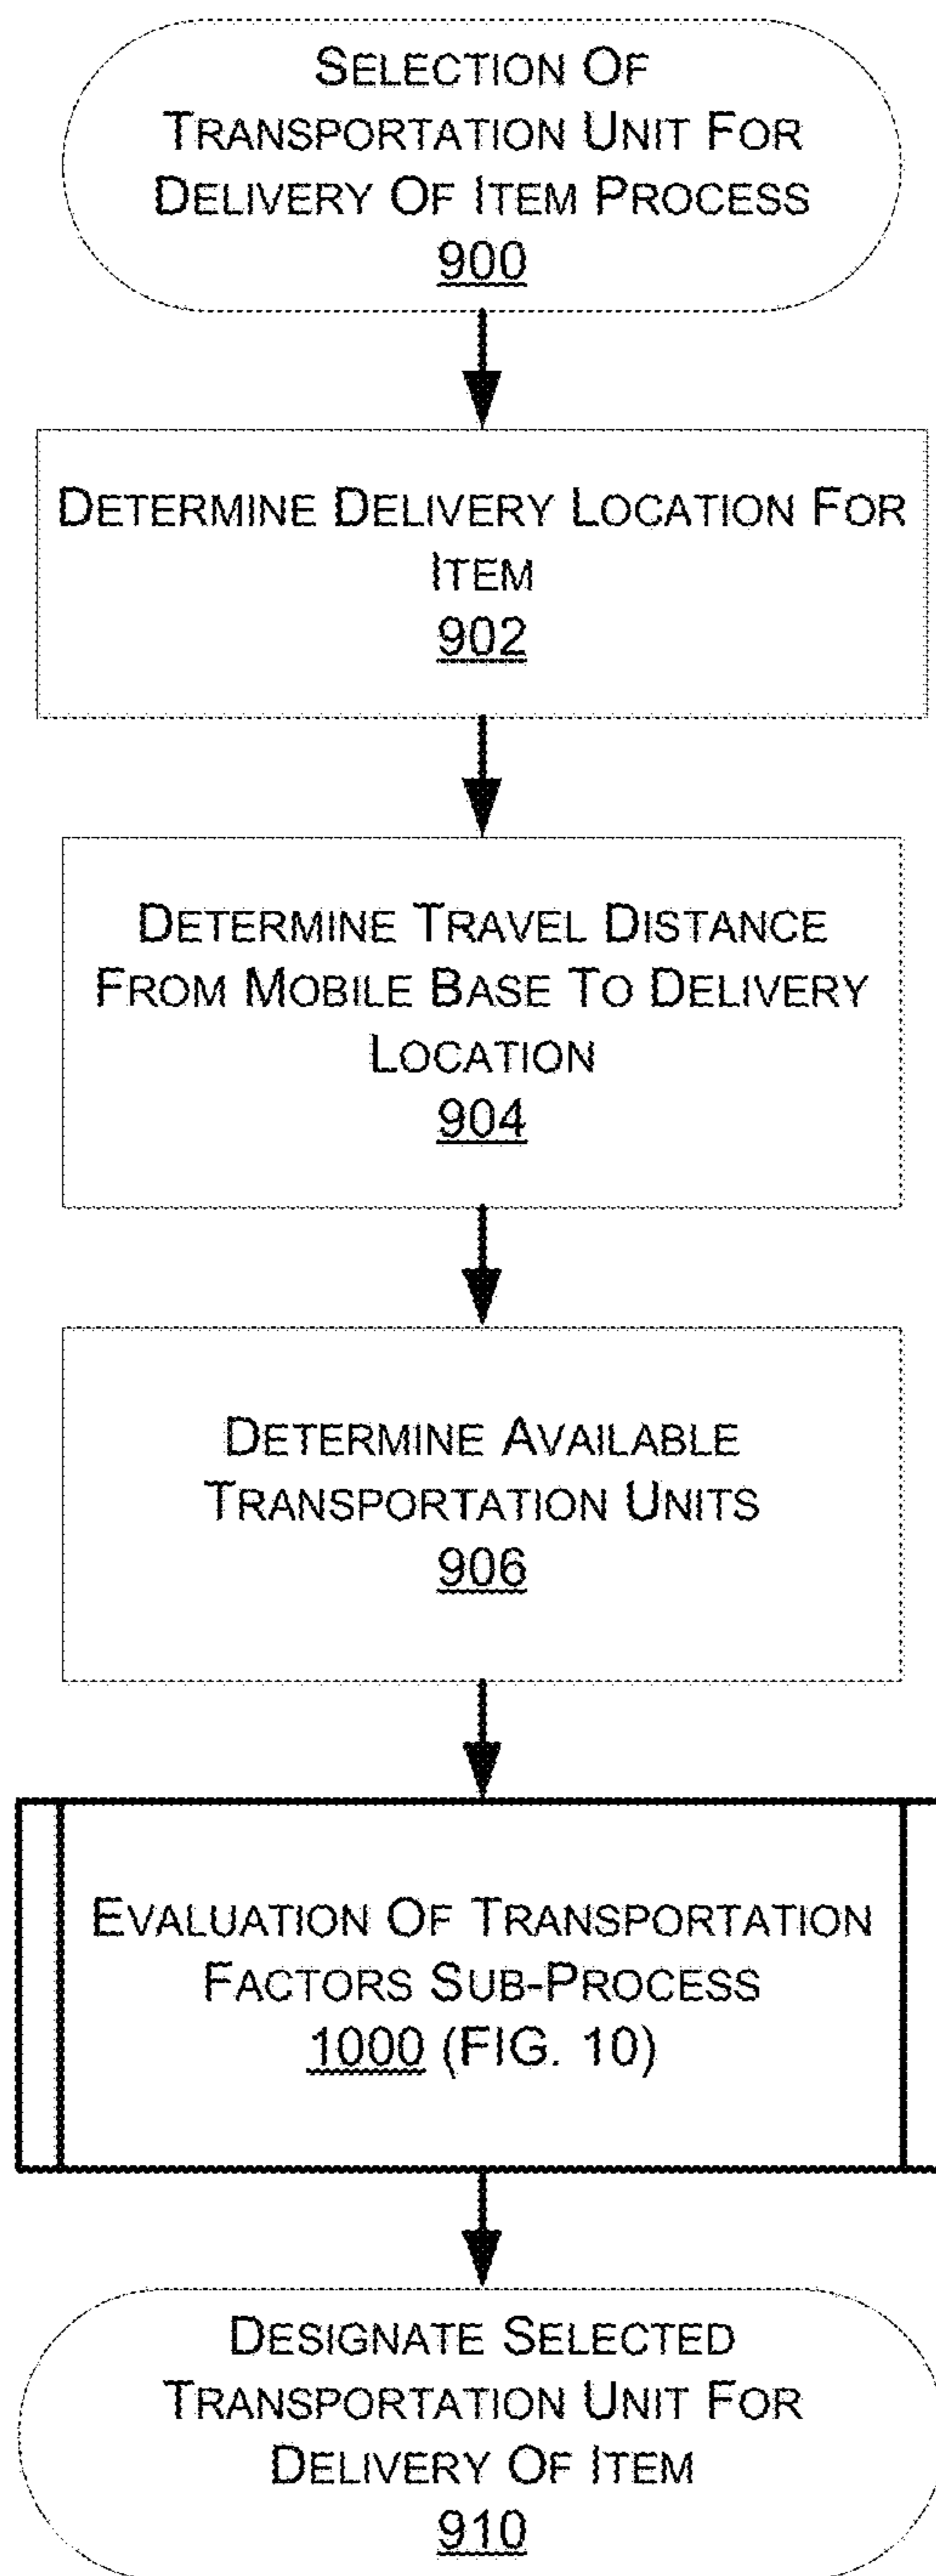 SELECTION OF
TRANSPORTATION UNIT FOR
DELIVERY OF ITEM PROCESS
900
DETERMINE DELIVERY LOCATION FOR
ITEM
902
DETERMINE TRAVEL DISTANCE
FROM MOBILE BASE TO DELIVERY
LOCATION
904
DETERMINE AVAILABLE
TRANSPORTATION UNITS
906
EVALUATION OF TRANSPORTATION
FACTORS SUB-PROCESS
1000 (FIG. 10)
DESIGNATE SELECTED
TRANSPORTATION UNIT FOR
DELIVERY OF ITEM
910